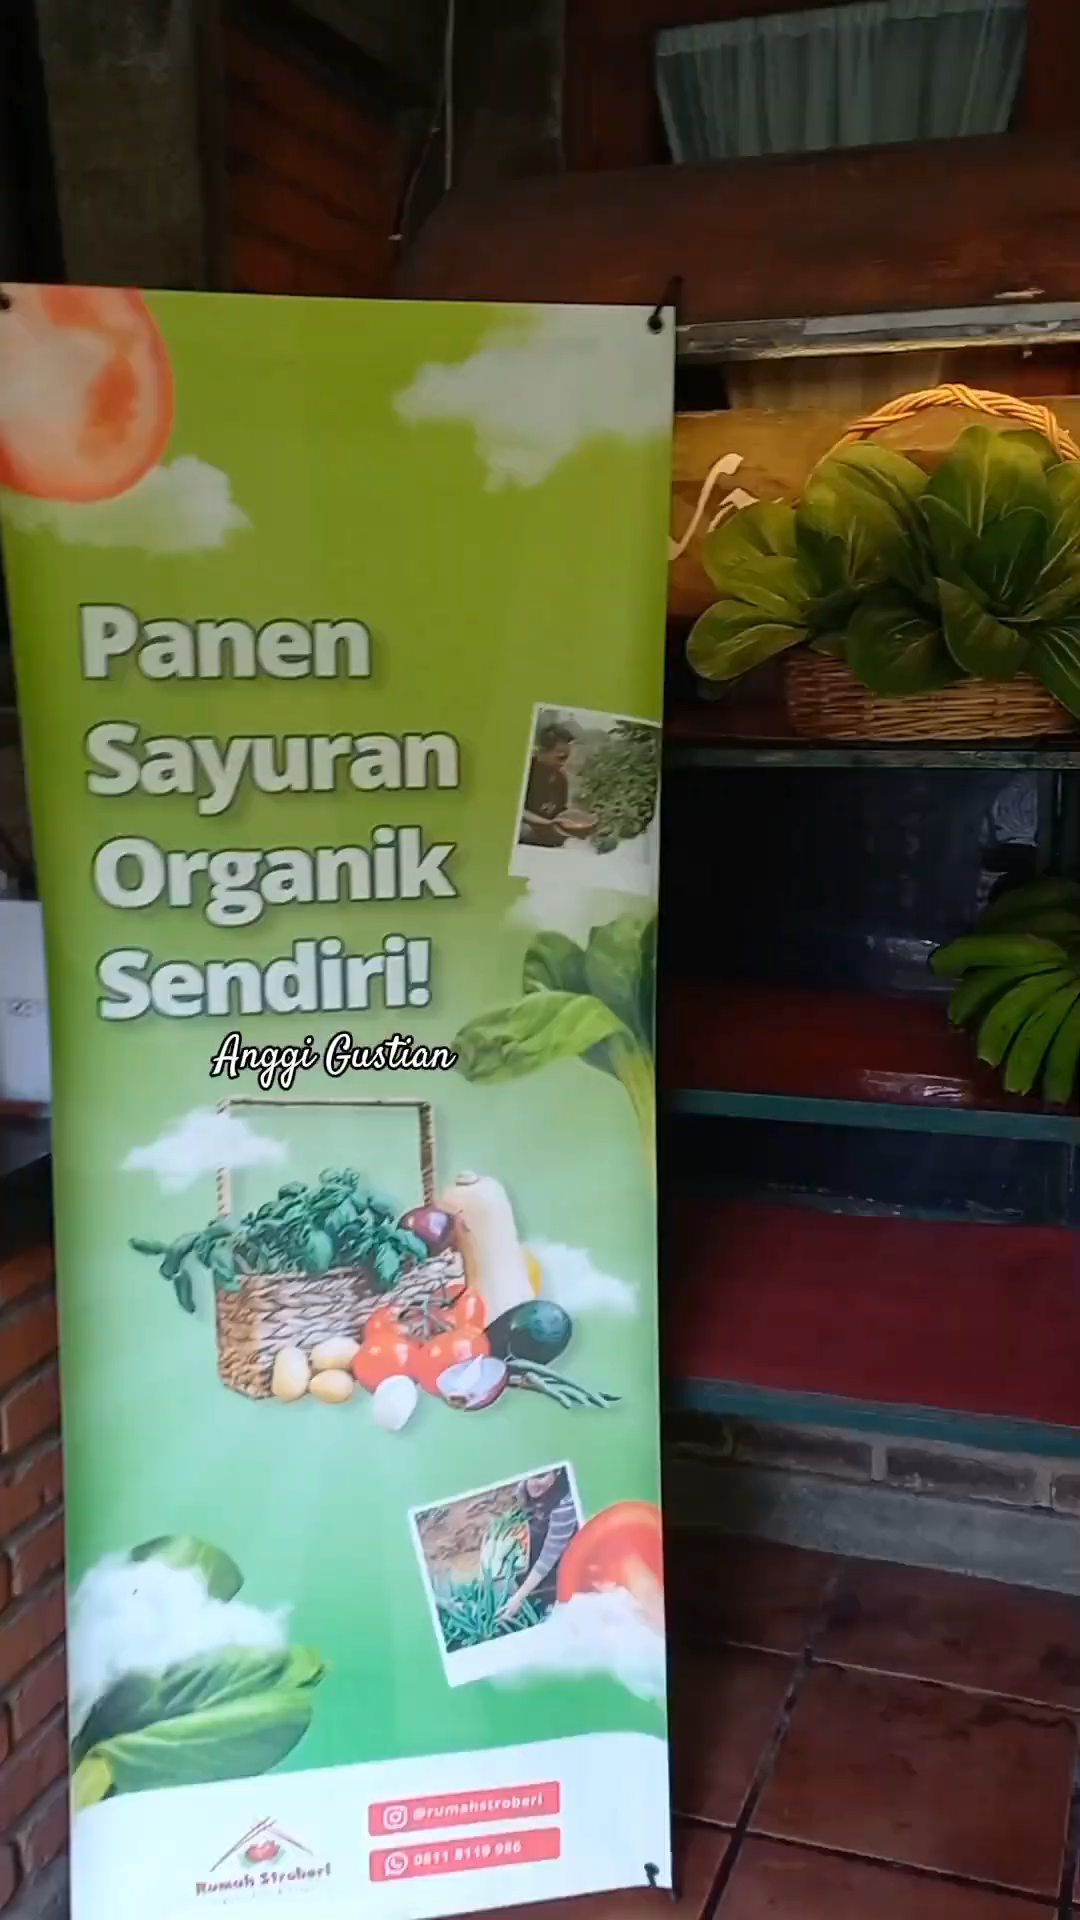 Panen
Sayuran
Organik
Sendiri!
Anggi Gustian
@rumahstroberi
0811 8119 986
Rumah Stroberi